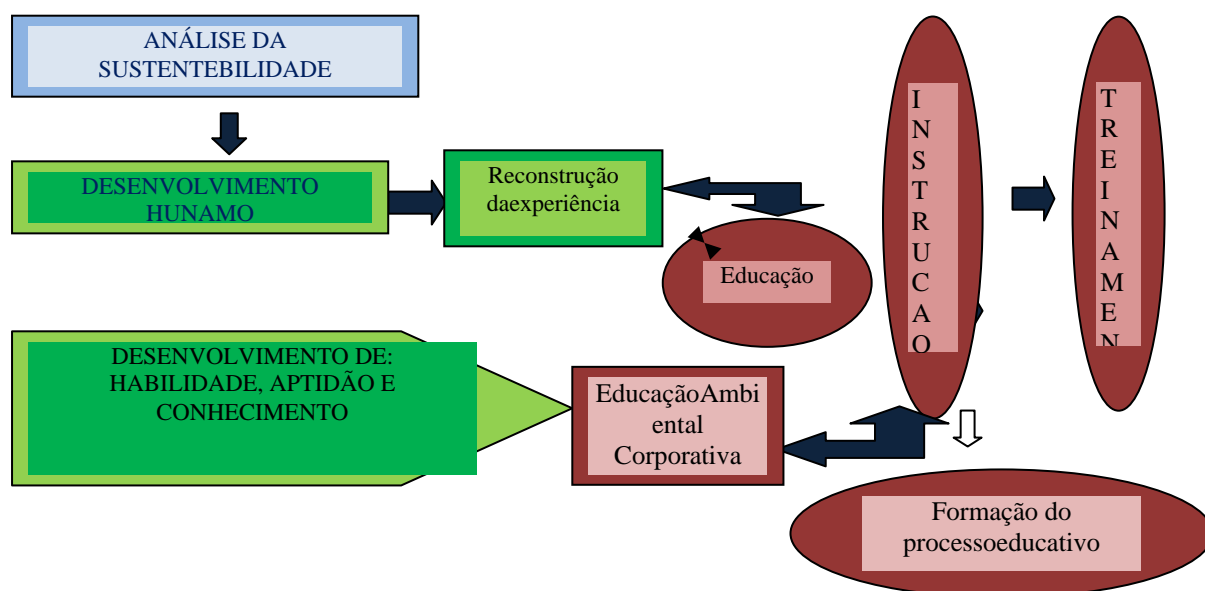 ANÁLISE DA
SUSTENTEBILIDADE
DESENVOLVIMENTO
HUNAMO
Reconstrução
daexperiência
Educação
I
N
S
T
R
U
C
A
O
T
R
E
I
N
A
M
E
N
DESENVOLVIMENTO DE:
HABILIDADE, APTIDÃO E
CONHECIMENTO
EducaçãoAmbi
ental
Corporativa
Formação do
processoeducativo